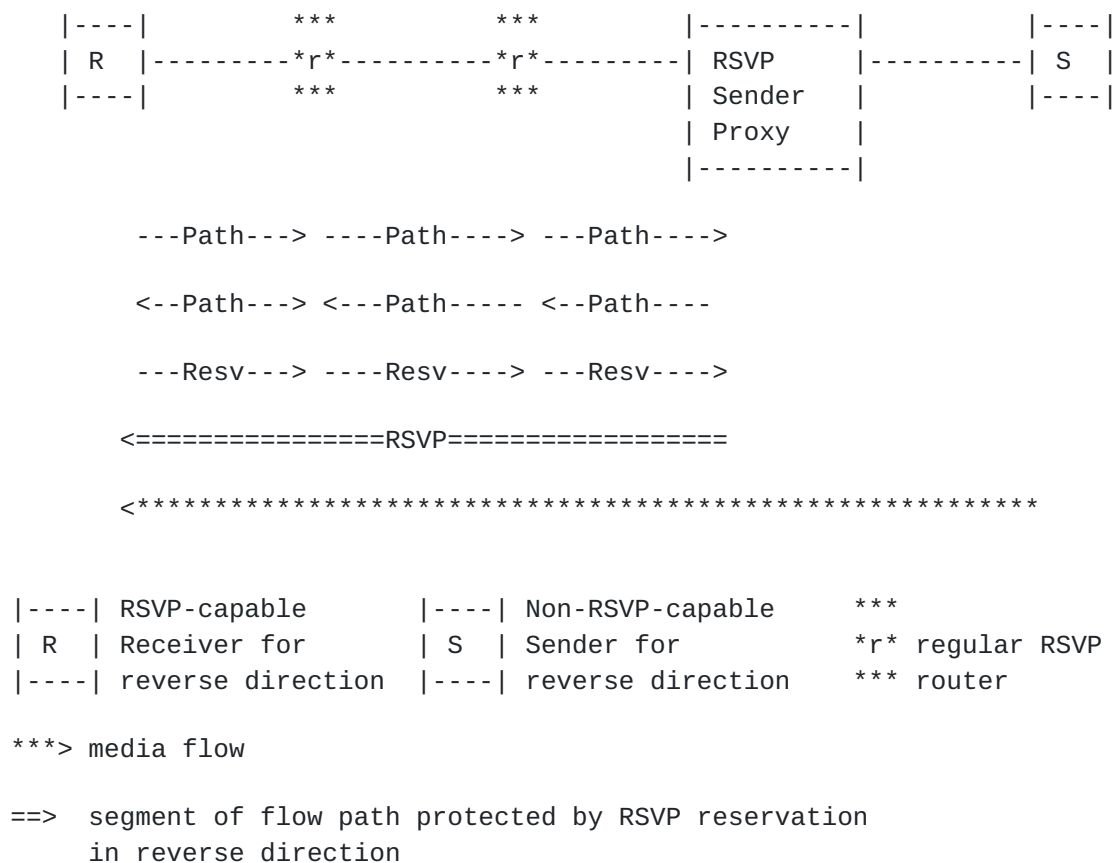 |----|         ***          ***         |----------|          |----|
| R  |---------*r*----------*r*---------| RSVP     |----------| S  |
|----|         ***          ***         | Sender   |          |----|
                                        | Proxy    |
                                        |----------|
---Path---> ----Path----> ---Path---->
<--Path---> <---Path----- <--Path----
---Resv---> ----Resv----> ---Resv---->
<================RSVP==================
<**********************************************************
|----| RSVP-capable        |----| Non-RSVP-capable     ***
| R  | Receiver for        | S  | Sender for           *r* regular RSVP
|----| reverse direction   |----| reverse direction    *** router
***> media flow
==>  segment of flow path protected by RSVP reservation
     in reverse direction